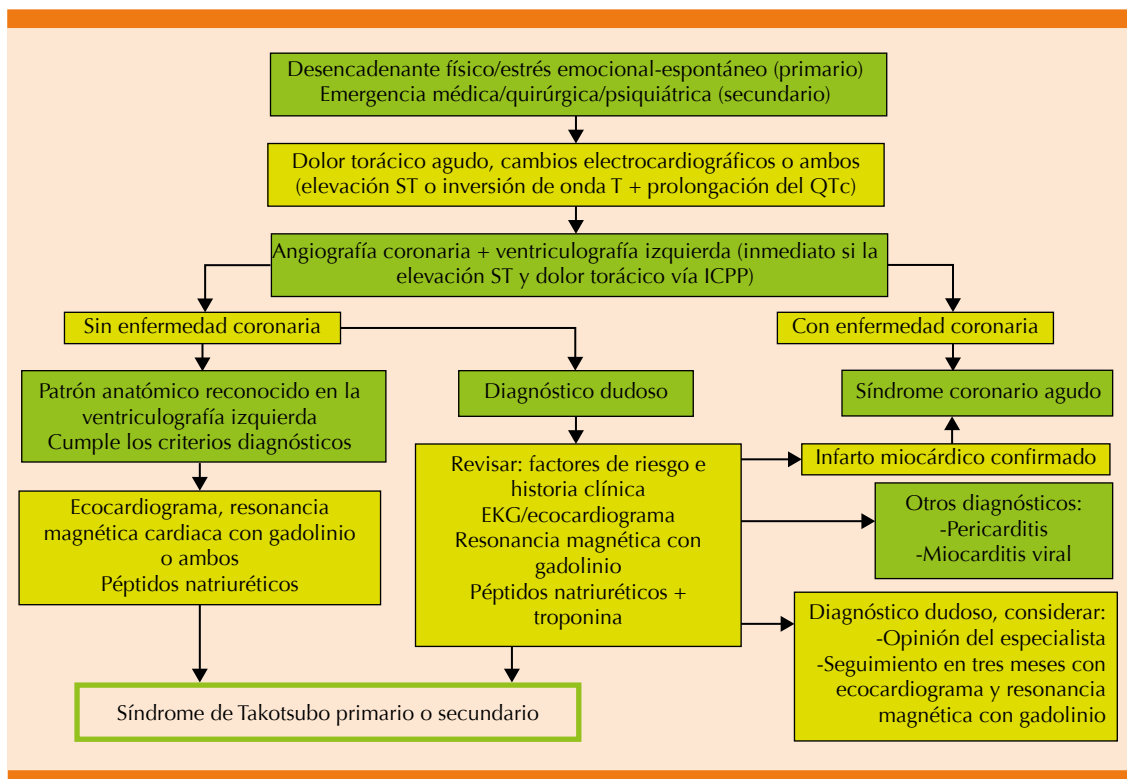 Desencadenante físico/estrés emocional-espontáneo (primario)
Emergencia médica/quirúrgica/psiquiátrica (secundario)
Dolor torácico agudo, cambios electrocardiográficos o ambos
(elevación ST o inversión de onda T + prolongación del QTc)
Angiografía coronaria + ventriculografía izquierda (inmediato si la
elevación ST y dolor torácico vía ICPP)
Sin enfermedad coronaria
Con enfermedad coronaria
Patrón anatómico reconocido en la
ventriculografía izquierda
Cumple los criterios diagnósticos
Diagnóstico dudoso
Síndrome coronario agudo
Revisar: factores de riesgo e
historia clínica
EKG/ecocardiograma
Resonancia magnética con
gadolinio
Péptidos natriuréticos +
troponina
Infarto miocárdico confirmado
Ecocardiograma, resonancia
magnética cardiaca con gadolinio
o ambos
Péptidos natriuréticos
Otros diagnósticos:
-Pericarditis
-Miocarditis viral
Diagnóstico dudoso, considerar:
-Opinión del especialista
-Seguimiento en tres meses con
ecocardiograma y resonancia
magnética con gadolinio
Síndrome de Takotsubo primario o secundario